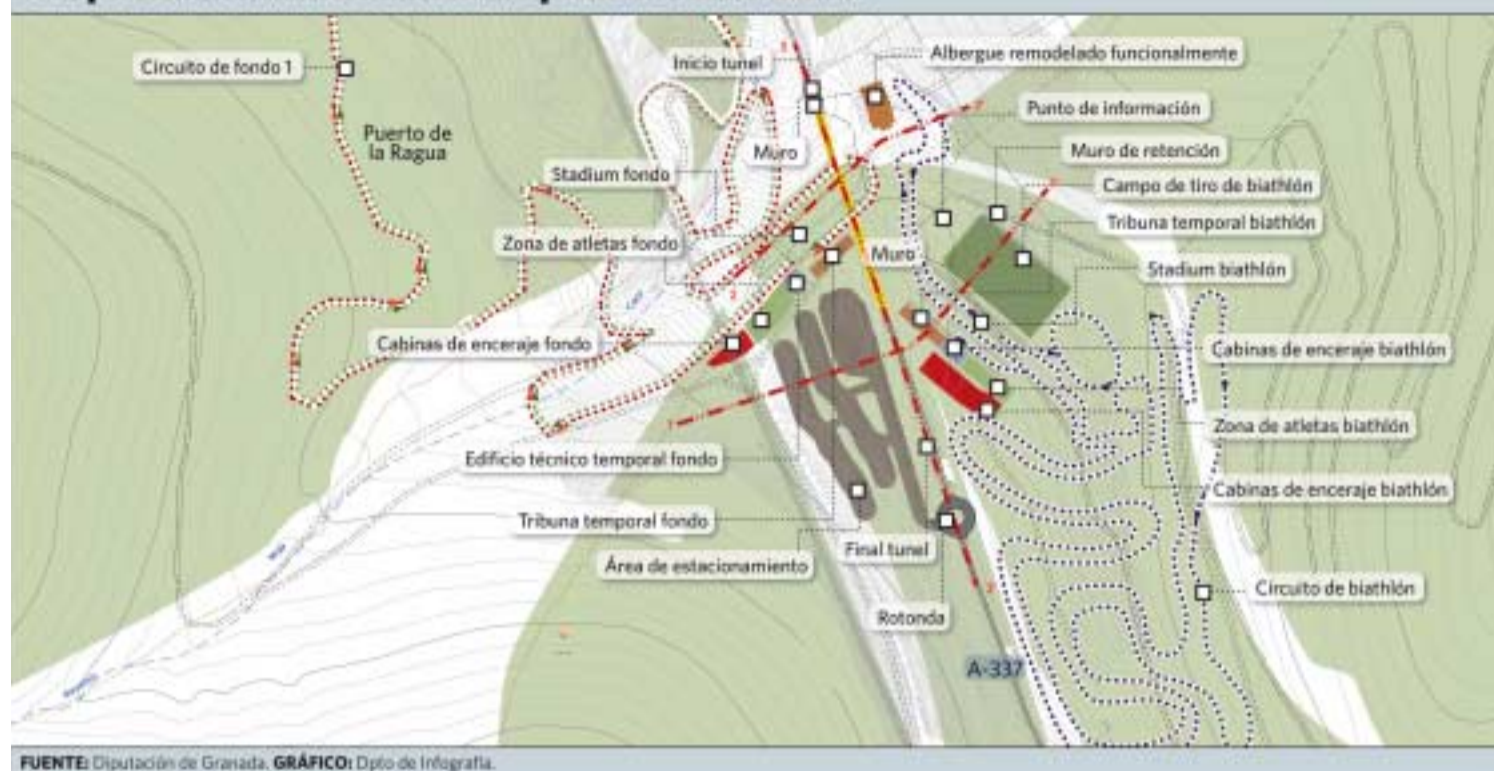 Inicio tunel
Albergue remodelado funcionalmente
Circuito de fondo 1
Punto de información
Puerto de
la Ragua
Muro
Muro de retención
Stadium fondo
Campo de tiro de biathlón
Tribuna temporal biathlón
Zona de atletas fondo
Muro
Stadium biathlón
Cabinas de enceraje fondo
Cabinas de enceraje biathlón
Zona de atletas biathlón
Edificio técnico temporal fondo
Cabinas de enceraje biathlón
Tribuna temporal fondo
Final tunel
Área de estacionamiento
Circuito de biathlón
Rotonda
A-337
FUENTE: Diputación de Granada. GRÁFICO: Dpto de Infografía.